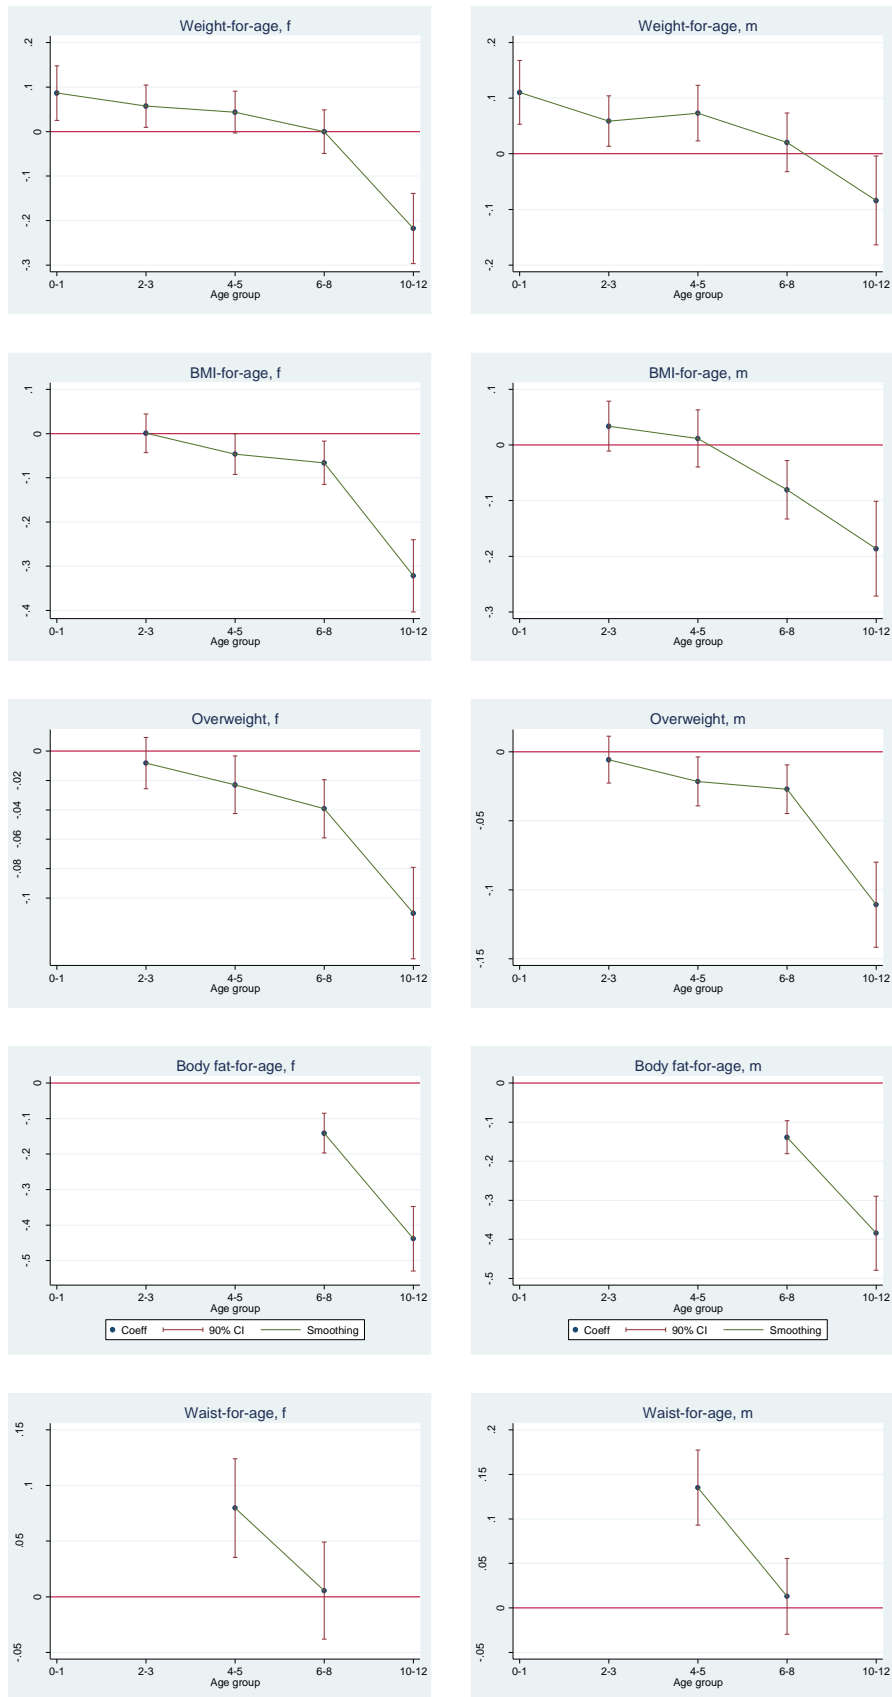 Weight-for-age, f
.2
.1
0
-.1
-.2
-.3
0-1 2-3 4-5 6-8 10-12
Age group
Weight-for-age, m
.2
.1
0
-.1
-.2
0-1 2-3 4-5 6-8 10-12
Age group
BMI-for-age, f
.1
0
-.1
-.2
-.3
-.4
0-1 2-3 4-5 6-8 10-12
Age group
BMI-for-age, m
.1
0
-.1
-.2
-.3
0-1 2-3 4-5 6-8 10-12
Age group
Overweight, f
0
-.02
-.04
-.06
-.08
-.1
0-1 2-3 4-5 6-8 10-12
Age group
Overweight, m
0
-.05
-.1
-.15
0-1 2-3 4-5 6-8 10-12
Age group
Body fat-for-age, f
0
-.1
-.2
-.3
-.4
-.5
0-1 2-3 4-5 6-8 10-12
Age group
Coeff 90% CI Smoothing
Body fat-for-age, m
0
-.1
-.2
-.3
-.4
-.5
0-1 2-3 4-5 6-8 10-12
Age group
Coeff 90% CI Smoothing
Waist-for-age, f
.15
.1
.05
0
-.05
0-1 2-3 4-5 6-8 10-12
Age group
Waist-for-age, m
.2
.15
.1
.05
0
-.05
0-1 2-3 4-5 6-8 10-12
Age group